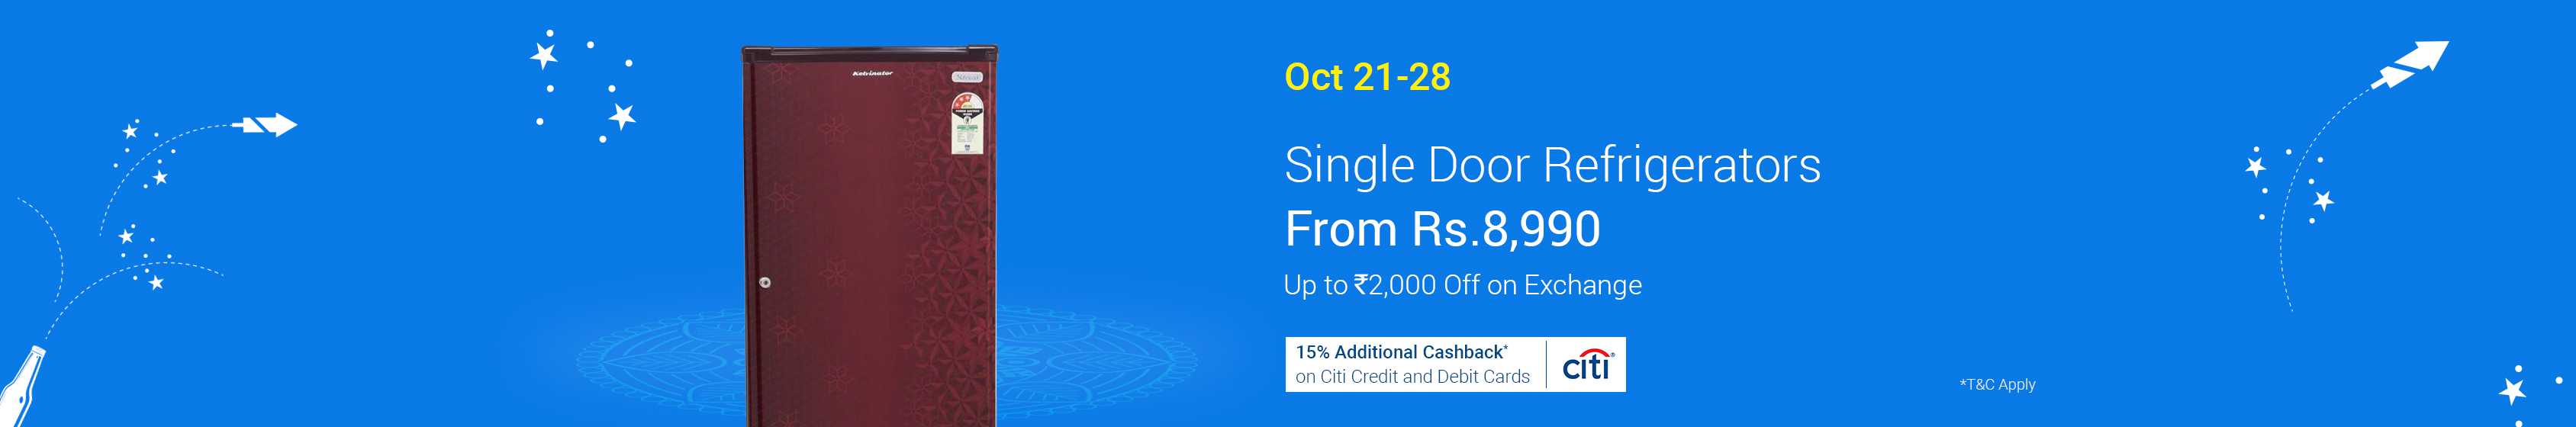 Kelvinator
Oct 21-28
Single Door Refrigerators
From Rs.8,990
Up to ₹2,000 Off on Exchange
15% Additional Cashback*
on Citi Credit and Debit Cards
citi®
*T&C Apply